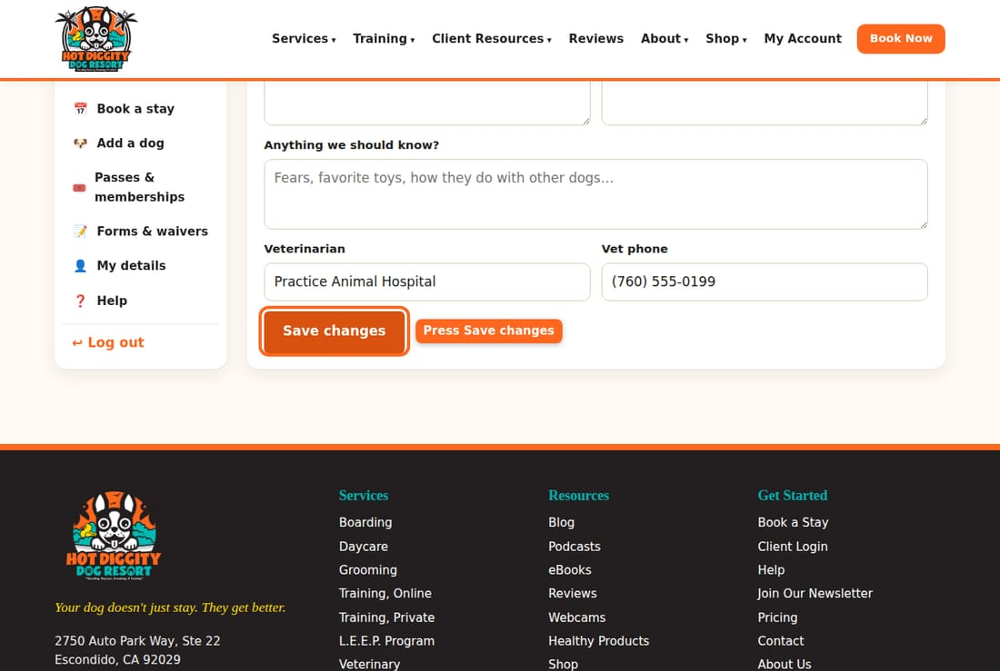 HOT DIGGITY
DOG RESORT
Services ▾
Training ▾
Client Resources ▾
Reviews
About ▾
Shop ▾
My Account
Book Now
Book a stay
Add a dog
Passes &
memberships
Forms & waivers
My details
Help
↩ Log out
Anything we should know?
Fears, favorite toys, how they do with other dogs...
Veterinarian
Vet phone
Practice Animal Hospital
(760) 555-0199
Save changes
Press Save changes
HOT DIGGITY
DOG RESORT
Your dog doesn't just stay. They get better.
2750 Auto Park Way, Ste 22
Escondido, CA 92029
Services
Boarding
Daycare
Grooming
Training, Online
Training, Private
L.E.E.P. Program
Veterinary
Resources
Blog
Podcasts
eBooks
Reviews
Webcams
Healthy Products
Shop
Get Started
Book a Stay
Client Login
Help
Join Our Newsletter
Pricing
Contact
About Us